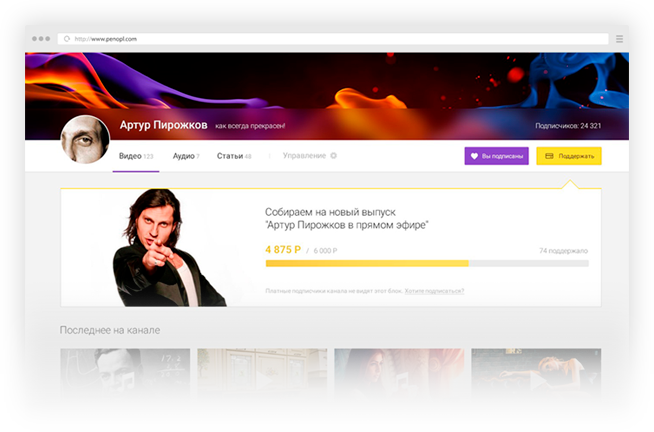 http://www.penopl.com
Артур Пирожков как всегда прекрасен!
Подписчиков: 24 321
Видео 123 Аудио 7 Статьи 48 Управление
Вы подписаны
Поддержать
Собираем на новый выпуск
"Артур Пирожков в прямом эфире"
4 875 Р / 6 000 Р
74 поддержало
Платные подписчики канала не видят этот блок. Хотите подписаться?
Последнее на канале